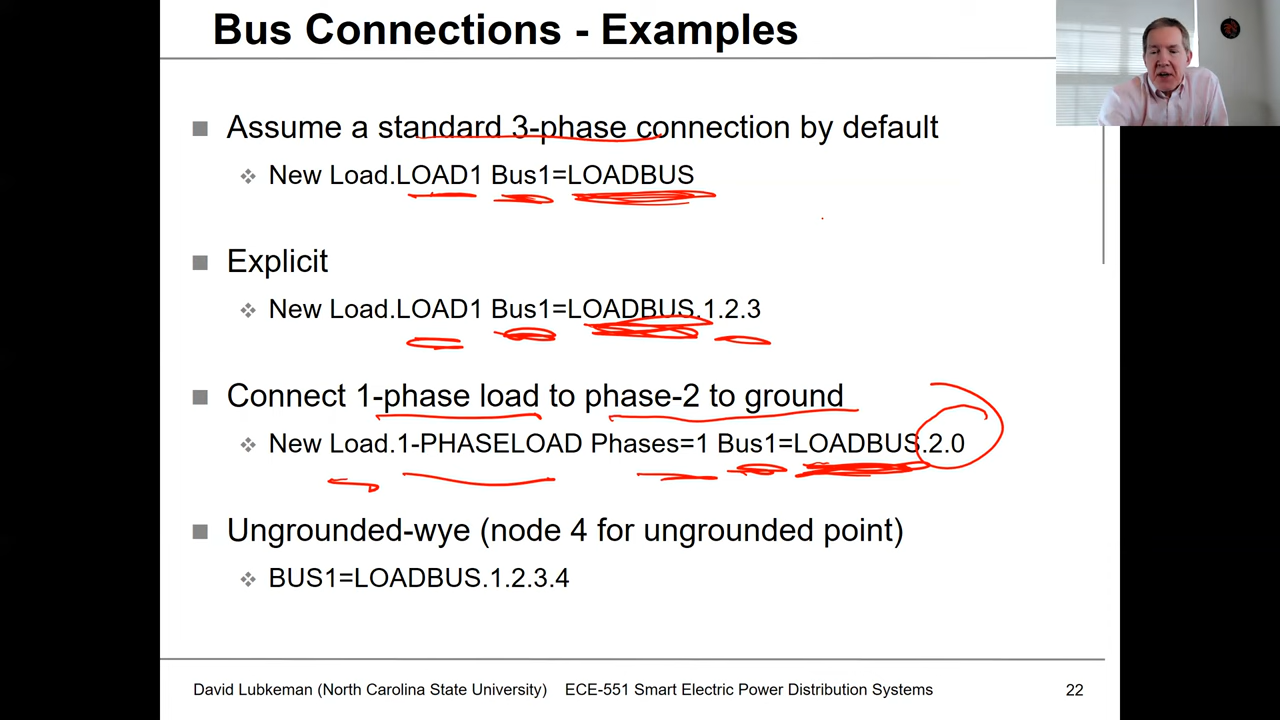 Bus Connections - Examples
Assume a standard 3-phase connection by default
New Load.LOAD1 Bus1=LOADBUS
Explicit
New Load.LOAD1 Bus1=LOADBUS.1.2.3
Connect 1-phase load to phase-2 to ground
New Load.1-PHASELOAD Phases=1 Bus1=LOADBUS.2.0
Ungrounded-wye (node 4 for ungrounded point)
BUS1=LOADBUS.1.2.3.4
David Lubkeman (North Carolina State University) ECE-551 Smart Electric Power Distribution Systems 22